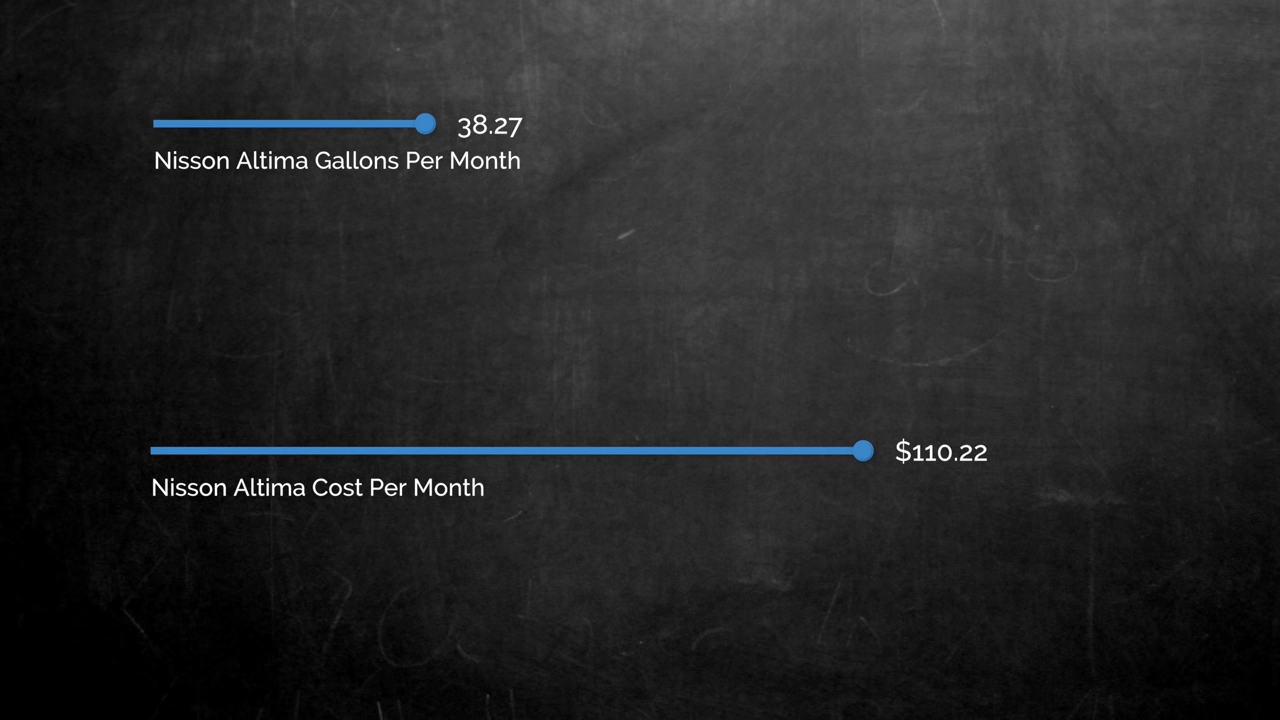 38.27
Nisson Altima Gallons Per Month
$110.22
Nisson Altima Cost Per Month